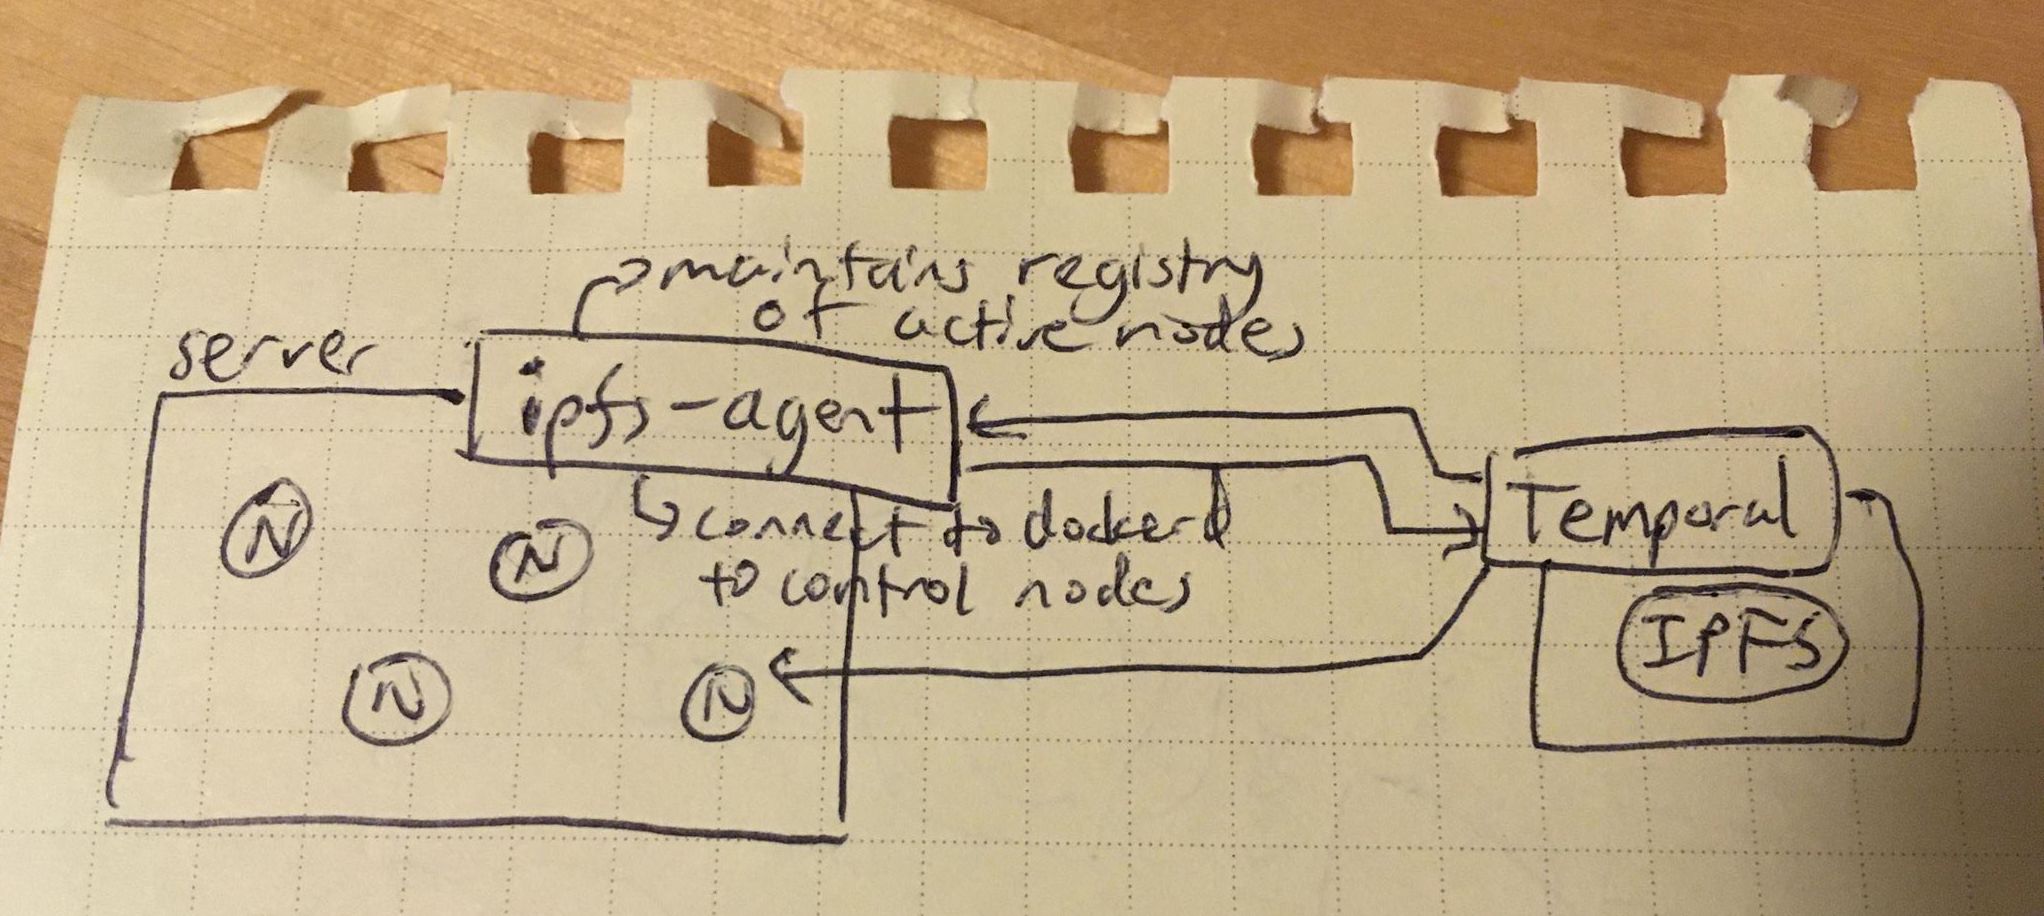 maintains registry
of active nodes
server
ipfs-agent
connect to dockerd
to control nodes
Temporal
IPFS
N
N
N
N